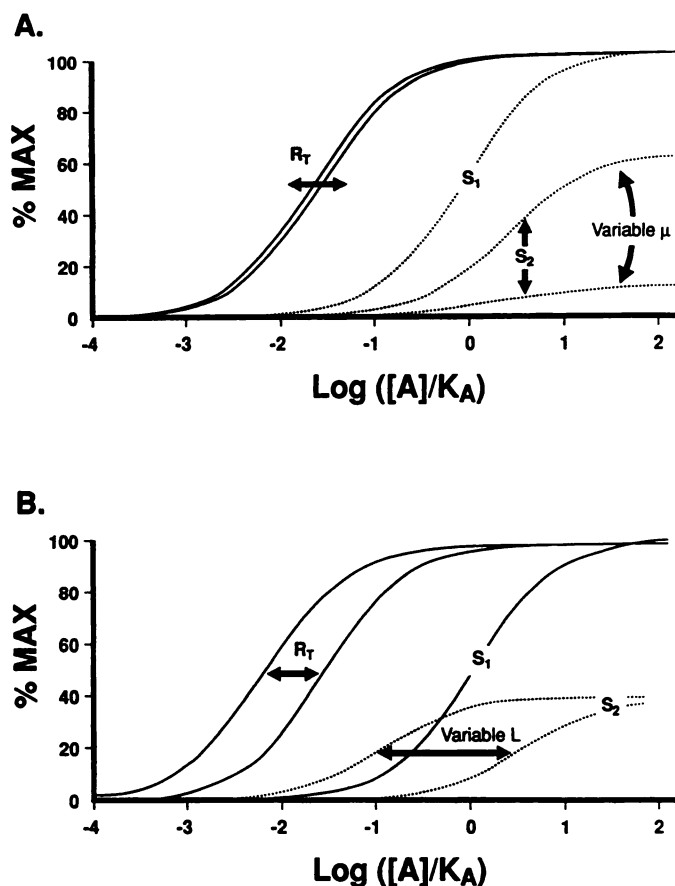 A.
% MAX
100
80
60
40
20
0
R_T
S_1
S_2
Variable μ
-4 -3 -2 -1 0 1 2
Log ([A]/K_A)
B.
% MAX
100
80
60
40
20
0
R_T
S_1
S_2
Variable L
-4 -3 -2 -1 0 1 2
Log ([A]/K_A)